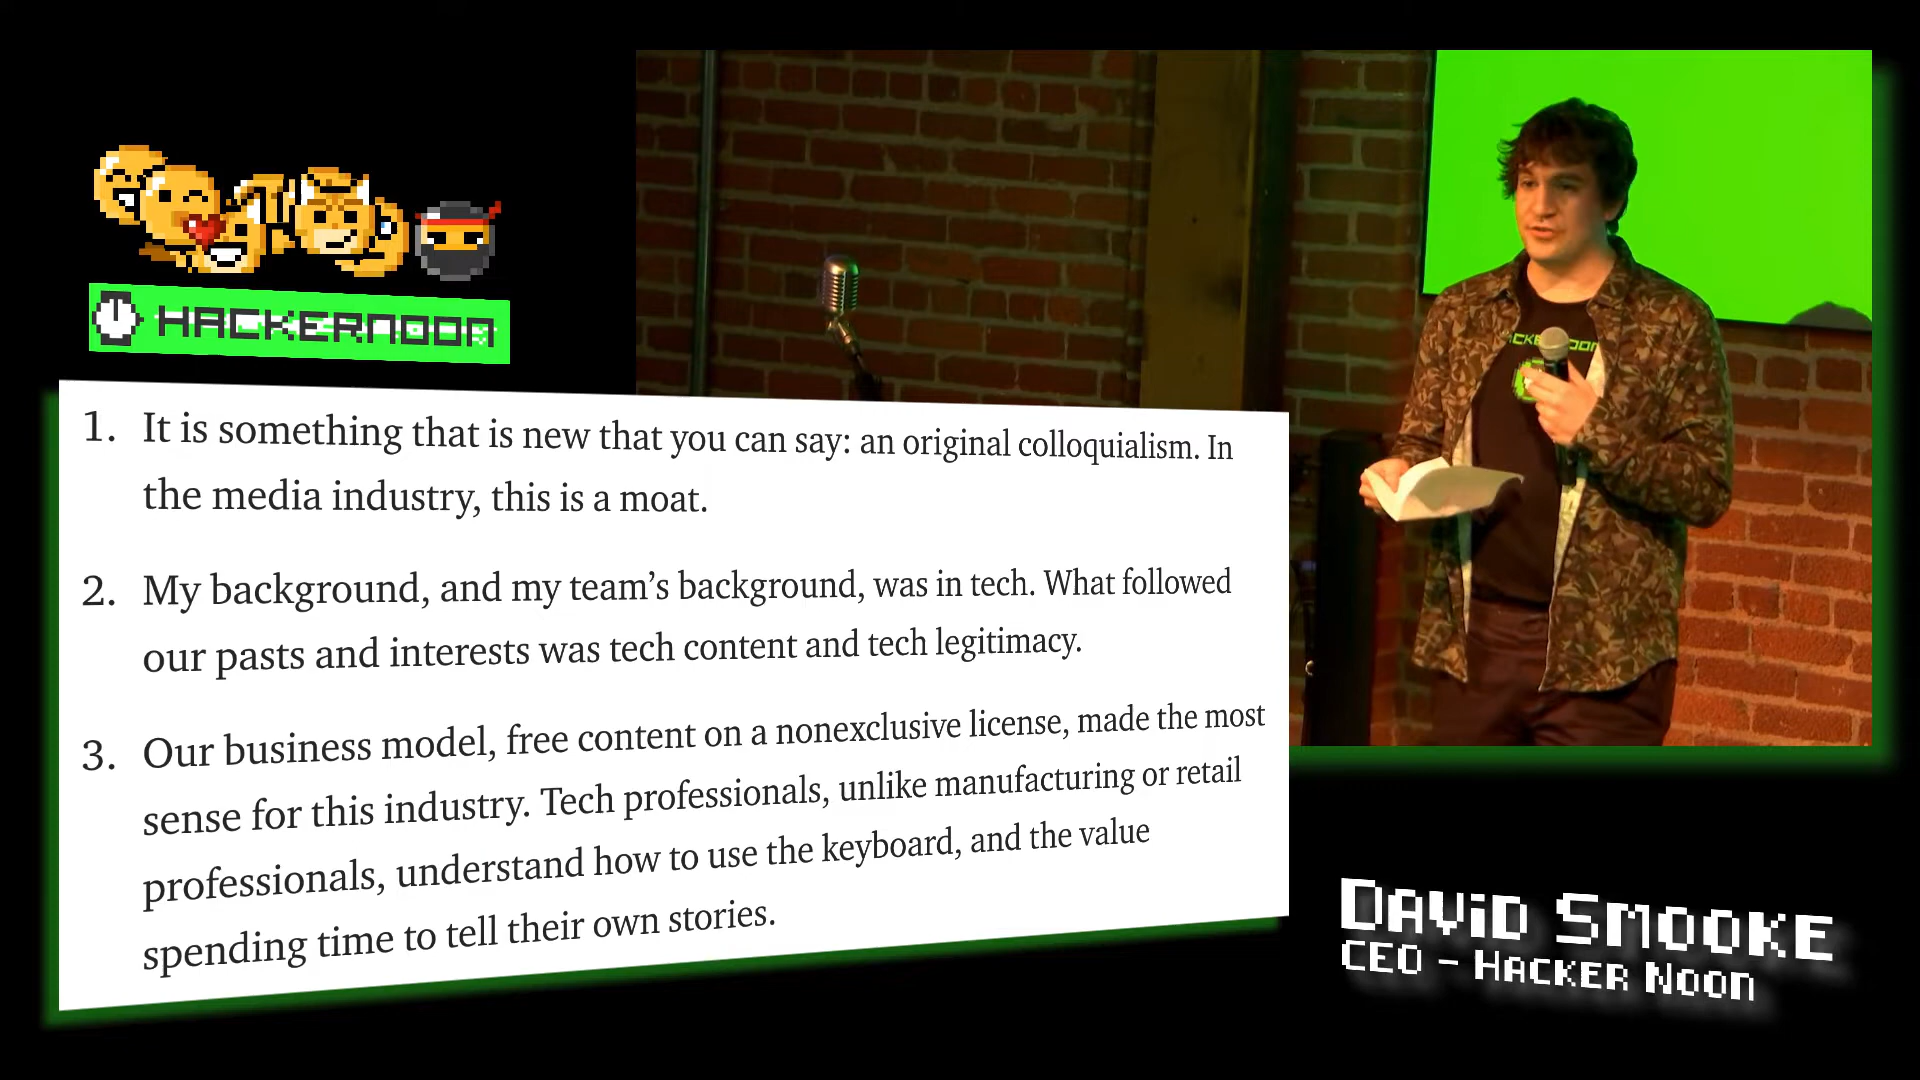 HACKERNOON
1. It is something that is new that you can say: an original colloquialism. In
the media industry, this is a moat.
2. My background, and my team’s background, was in tech. What followed
our pasts and interests was tech content and tech legitimacy.
3. Our business model, free content on a nonexclusive license, made the most
sense for this industry. Tech professionals, unlike manufacturing or retail
professionals, understand how to use the keyboard, and the value
spending time to tell their own stories.
DAViD SMOOKE
CEO – HACKER NOON